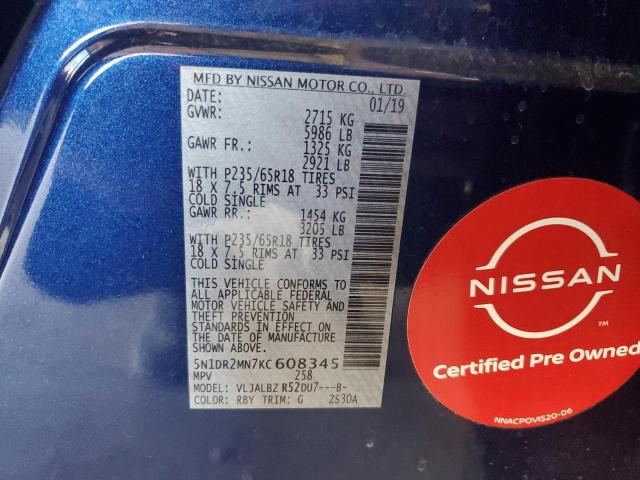 MFD BY NISSAN MOTOR CO., LTD.
DATE: 01/19
GVWR: 2715 KG
5986 LB
GAWR FR.: 1325 KG
2921 LB
WITH P235/65R18 TIRES
18 X 7.5 RIMS AT 33 PSI
COLD SINGLE
GAWR RR.: 1454 KG
3205 LB
WITH P235/65R18 TIRES
18 X 7.5 RIMS AT 33 PSI
COLD SINGLE
THIS VEHICLE CONFORMS TO
ALL APPLICABLE FEDERAL
MOTOR VEHICLE SAFETY AND
THEFT PREVENTION
STANDARDS IN EFFECT ON
THE DATE OF MANUFACTURE
SHOWN ABOVE.
5N1DR2MN7KC608345
MPV 258
MODEL: VLJALBZ R52DU7---B-
COLOR: RBY TRIM: G ZS30A
NISSAN
TM
Certified Pre Owned
NNACPOVIS20-06